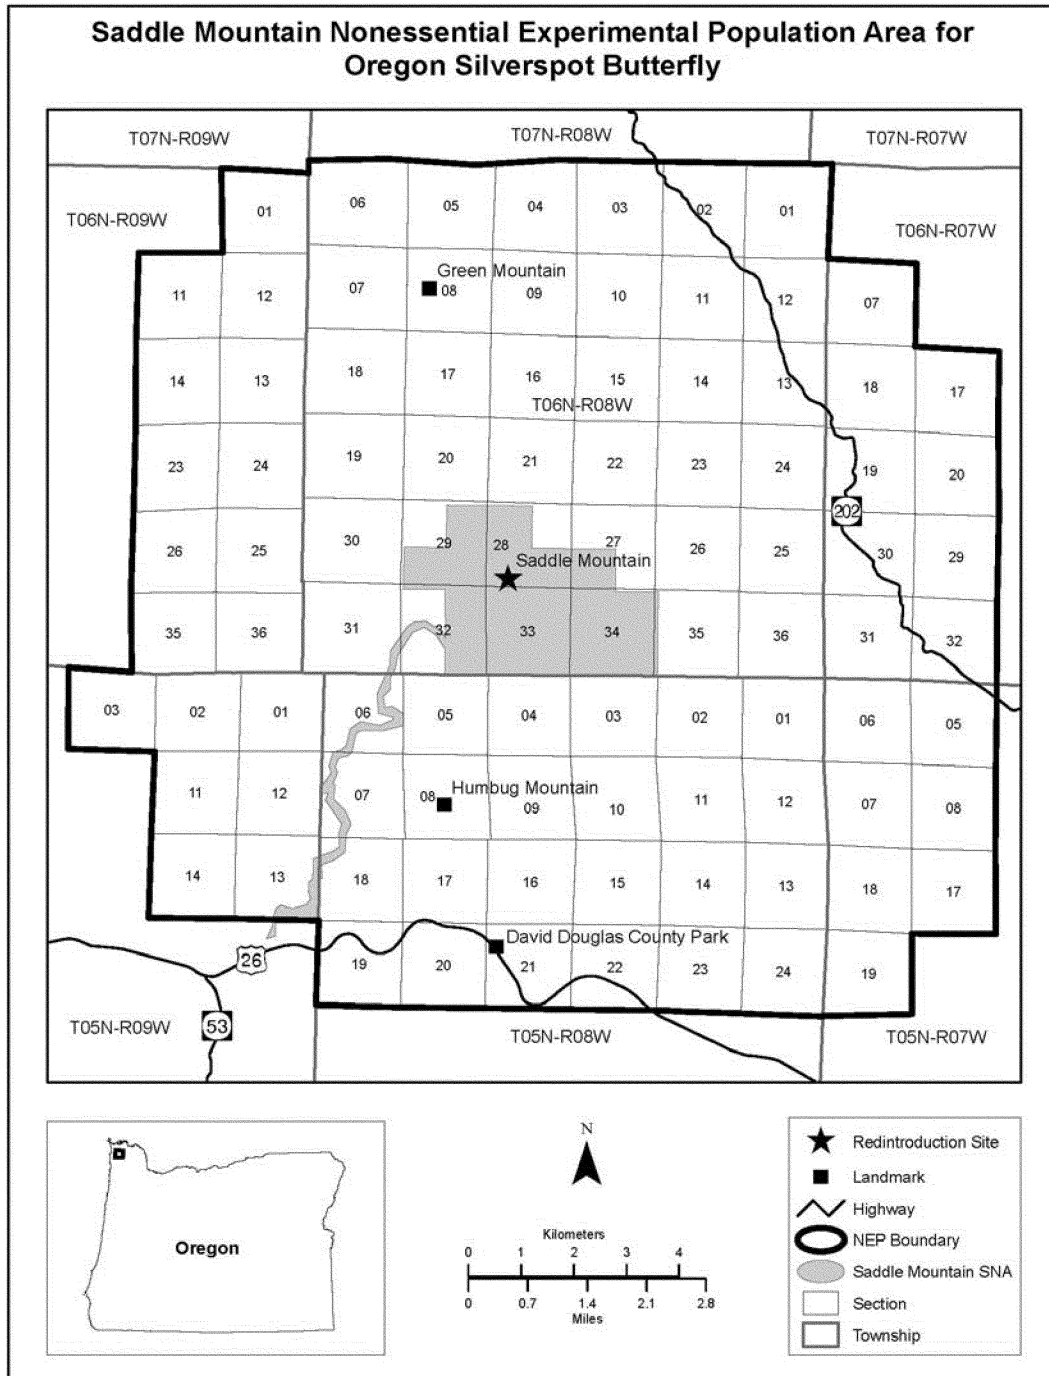 Saddle Mountain Nonessential Experimental Population Area for
Oregon Silverspot Butterfly
T07N-R09W T07N-R08W T07N-R07W
T06N-R09W 01 06 05 04 03 02 01 T06N-R07W
Green Mountain
11 12 07 08 09 10 11 12 07
14 13 18 17 16 15 14 13 18 17
T06N-R08W
23 24 19 20 21 22 23 24 19 20
202
26 25 30 29 28 27 26 25 30 29
Saddle Mountain
35 36 31 32 33 34 35 36 31 32
03 02 01 06 05 04 03 02 01 06 05
Humbug Mountain
11 12 07 08 09 10 11 12 07 08
14 13 18 17 16 15 14 13 18 17
David Douglas County Park
26 19 20 21 22 23 24 19
T05N-R09W 53 T05N-R08W T05N-R07W
Oregon
N
Kilometers
0 1 2 3 4
0 0.7 1.4 2.1 2.8
Miles
Redintroduction Site
Landmark
Highway
NEP Boundary
Saddle Mountain SNA
Section
Township